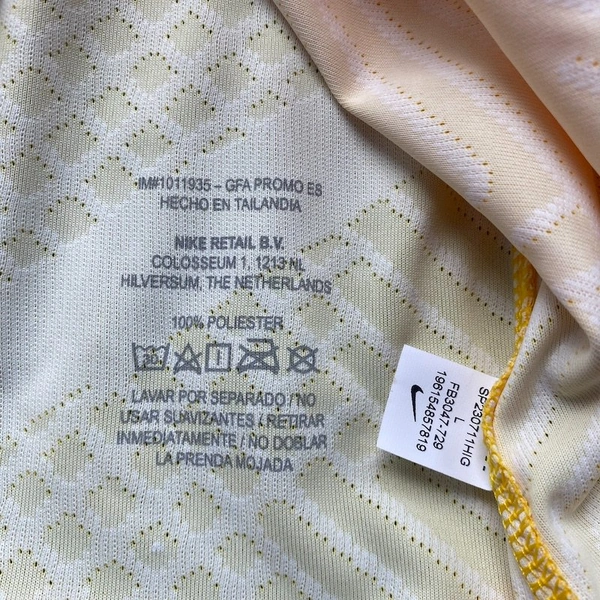 IM#1011935 – GFA PROMO ES
HECHO EN TAILANDIA
NIKE RETAIL B.V.
COLOSSEUM 1, 1213 NL
HILVERSUM, THE NETHERLANDS
100% POLIESTER
LAVAR POR SEPARADO / NO
USAR SUAVIZANTES / RETIRAR
INMEDIATAMENTE / NO DOBLAR
LA PRENDA MOJADA
SP230711HIG
L
FB3047-729
196154857819